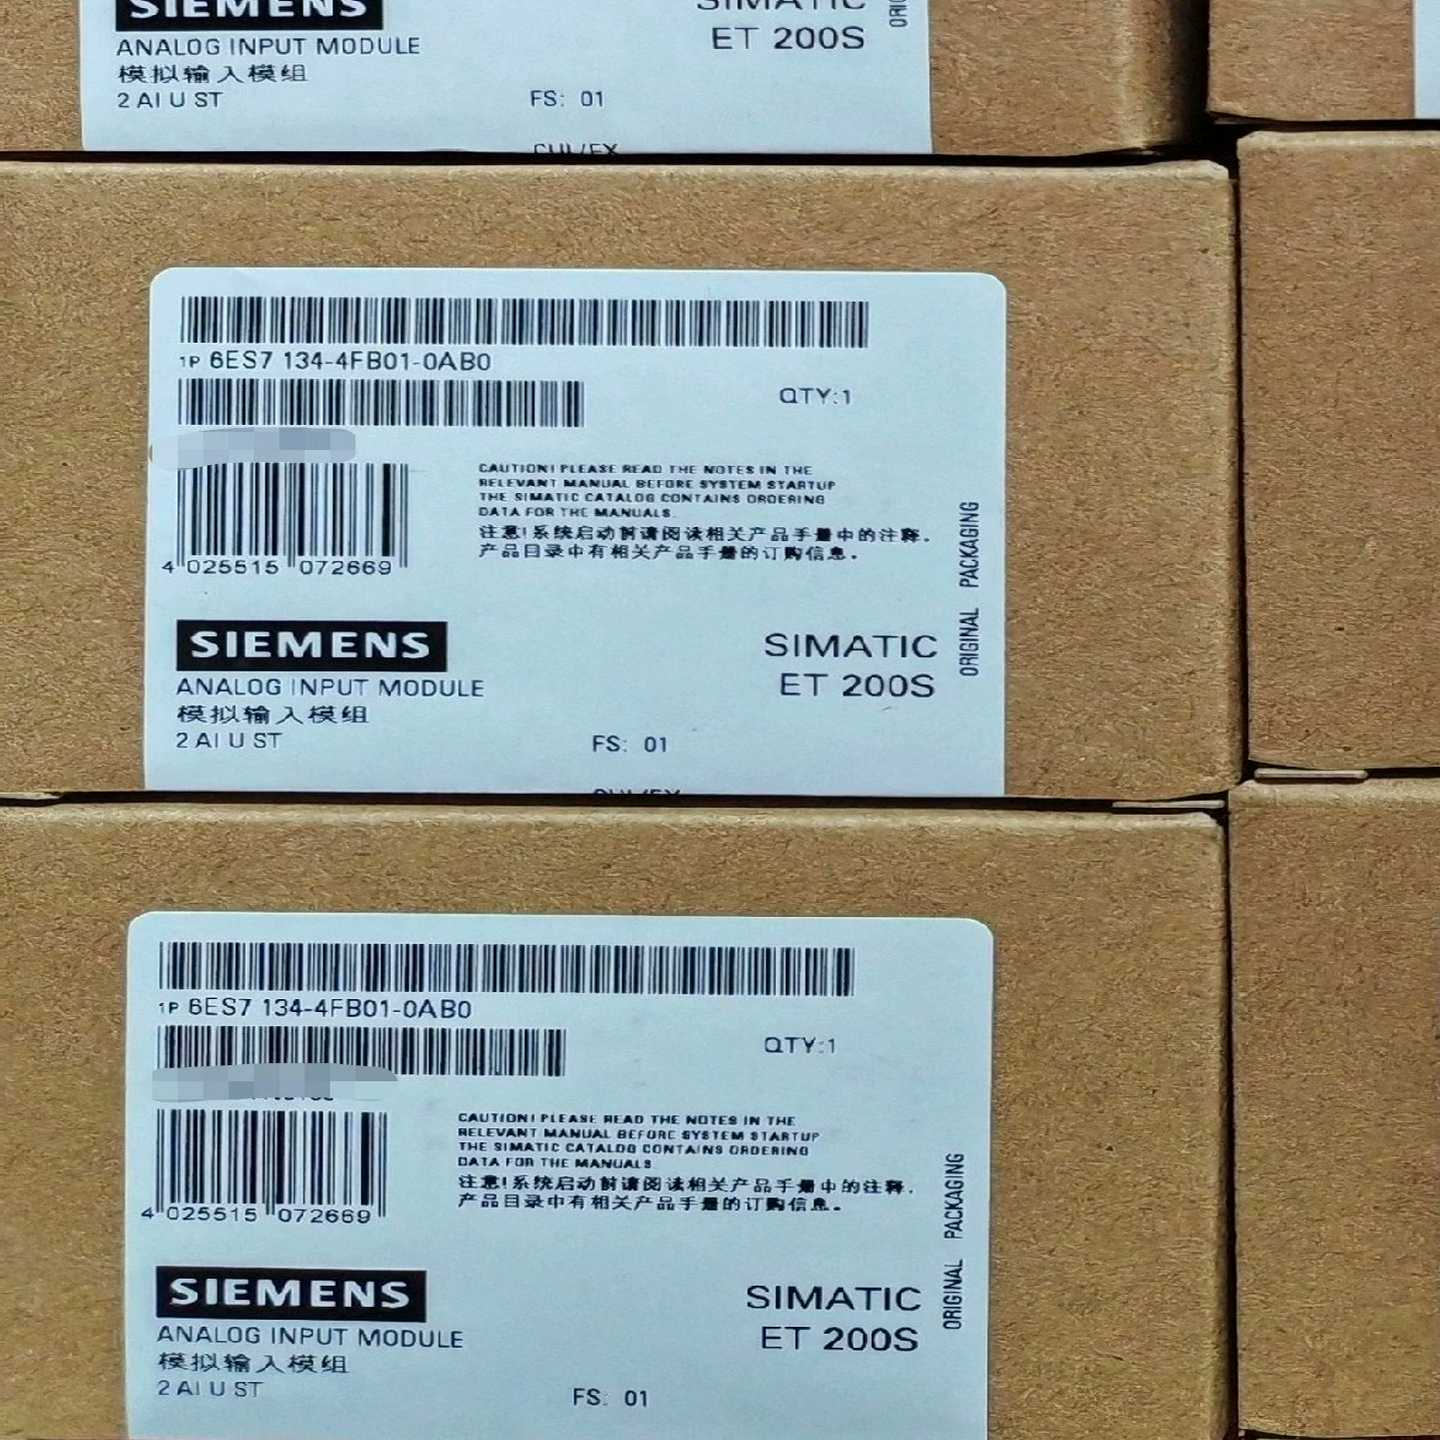 SIEMENS
SIMATIC
ANALOG INPUT MODULE
ET 200S
模拟输入模组
2 AI U ST
FS: 01
1P 6ES7 134-4FB01-0AB0
QTY:1
CAUTION! PLEASE READ THE NOTES IN THE
RELEVANT MANUAL BEFORE SYSTEM STARTUP
THE SIMATIC CATALOG CONTAINS ORDERING
DATA FOR THE MANUALS.
注意!系统启动前请阅读相关产品手册中的注释.
产品目录中有相关产品手册的订购信息。
4 025515 072669
ORIGINAL PACKAGING
SIEMENS
SIMATIC
ANALOG INPUT MODULE
ET 200S
模拟输入模组
2 AI U ST
FS: 01
1P 6ES7 134-4FB01-0AB0
QTY:1
CAUTION! PLEASE READ THE NOTES IN THE
RELEVANT MANUAL BEFORE SYSTEM STARTUP
THE SIMATIC CATALOG CONTAINS ORDERING
DATA FOR THE MANUALS.
注意!系统启动前请阅读相关产品手册中的注释.
产品目录中有相关产品手册的订购信息。
4 025515 072669
ORIGINAL PACKAGING
SIEMENS
SIMATIC
ANALOG INPUT MODULE
ET 200S
模拟输入模组
2 AI U ST
FS: 01